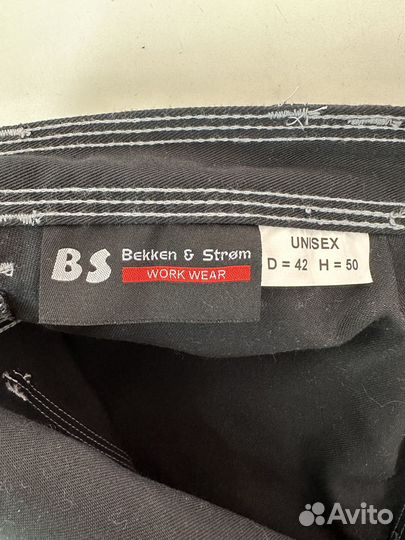 BS
Bekken & Strøm
WORK WEAR
UNISEX
D = 42 H = 50
Avito